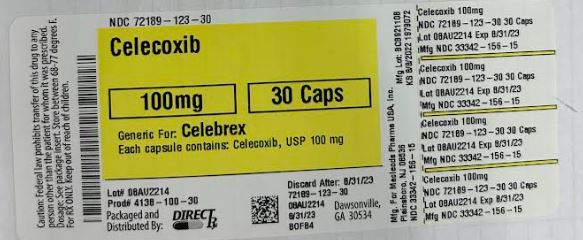 Caution: Federal law prohibits transfer of this drug to any
person other than the patient for whom it was prescribed.
Dosage: See package insert. Store between 68-77 degrees F.
For RX ONLY. Keep out of reach of children.
NDC 72189-123-30
Celecoxib
100mg
30 Caps
Generic For: Celebrex
Each capsule contains: Celecoxib, USP 100 mg
Lot# 08AU2214
Prod# 4138-100-30
Packaged and
Distributed By:
DIRECT Rx
Discard After: 8/31/23
72189-123-30
08AU2214
8/31/23
BOFB4
Dawsonville,
GA 30534
Mfg. For Macleods Pharma USA, Inc.
Plainsboro, NJ 08536
NDC 33342-156-15
Mfg Lot: BCB921108
KS 8/8/2022 1979072
Celecoxib 100mg
NDC 72189-123-30 30 Caps
Lot 08AU2214 Exp 8/31/23
Mfg NDC 33342-156-15
Celecoxib 100mg
NDC 72189-123-30 30 Caps
Lot 08AU2214 Exp 8/31/23
Mfg NDC 33342-156-15
Celecoxib 100mg
NDC 72189-123-30 30 Caps
Lot 08AU2214 Exp 8/31/23
Mfg NDC 33342-156-15
Celecoxib 100mg
NDC 72189-123-30 30 Caps
Lot 08AU2214 Exp 8/31/23
Mfg NDC 33342-156-15